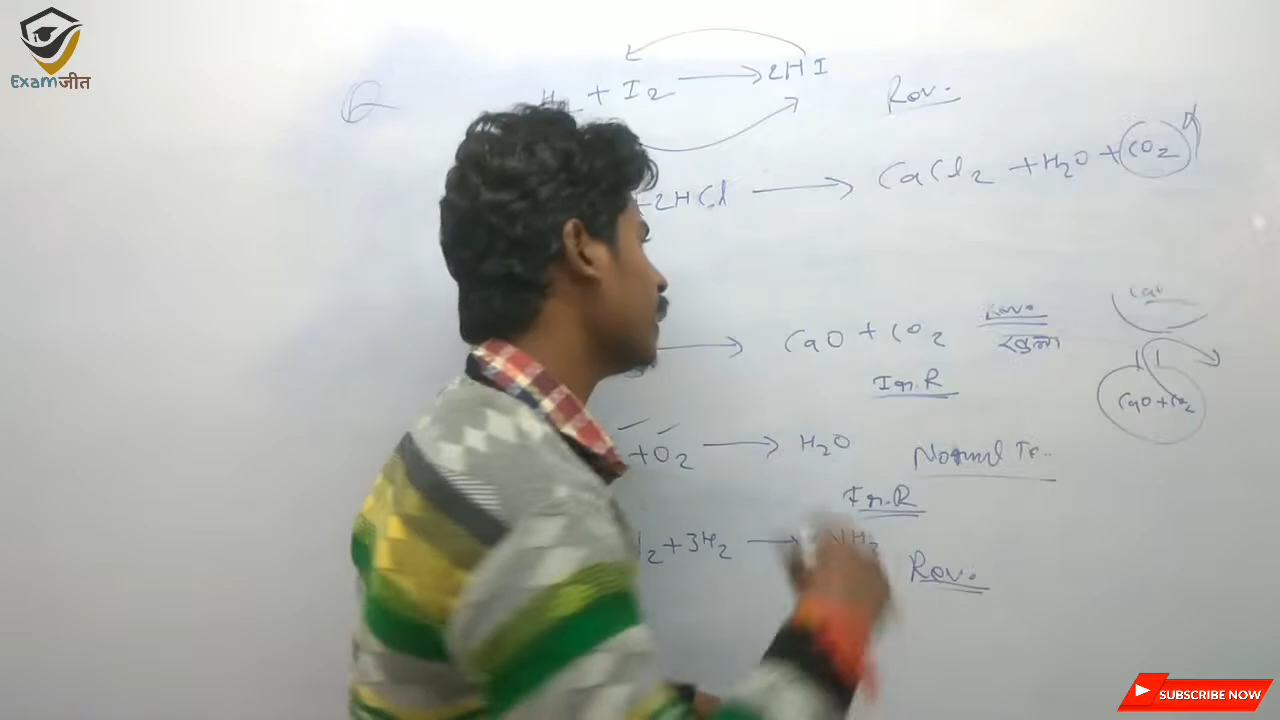 Examजीत
Q
H2 + I2 → 2HI
Rev.
2HCl → CaCl2 + H2O + CO2
→ CaO + CO2
Rev.
खुला
Irr.R
CaO + CO2
+ O2 → H2O
Normal Te..
Irr.R
2 + 3H2 → NH3
Rev.
SUBSCRIBE NOW